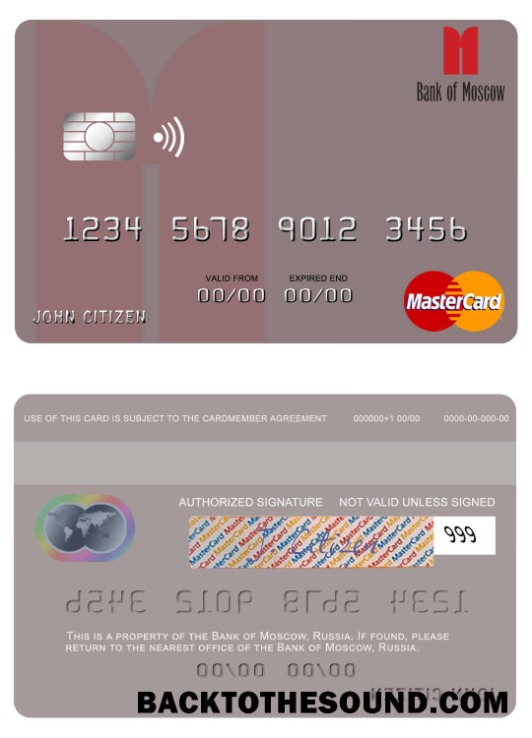 Bank of Moscow
1234 5678 9012 3456
VALID FROM EXPIRED END
00/00 00/00
JOHN CITIZEN
MasterCard
USE OF THIS CARD IS SUBJECT TO THE CARDMEMBER AGREEMENT 000000+1 00/00 0000-00-000-00
AUTHORIZED SIGNATURE NOT VALID UNLESS SIGNED
MasterCard MasterCard MasterCard
999
THIS IS A PROPERTY OF THE BANK OF MOSCOW, RUSSIA. IF FOUND, PLEASE
RETURN TO THE NEAREST OFFICE OF THE BANK OF MOSCOW, RUSSIA.
00/00 00/00
BACKTOTHESOUND.COM